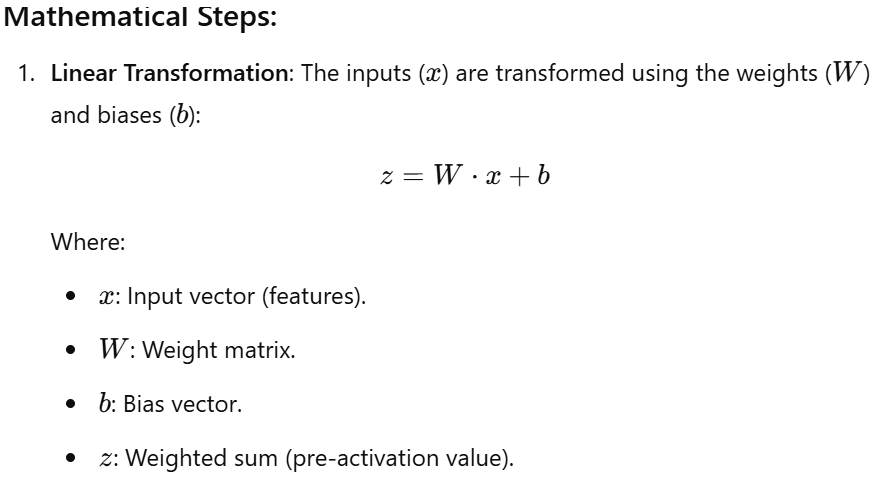 Mathematical Steps:
1. Linear Transformation: The inputs (x) are transformed using the weights (W)
and biases (b):
z = W · x + b
Where:
• x: Input vector (features).
• W: Weight matrix.
• b: Bias vector.
• z: Weighted sum (pre-activation value).